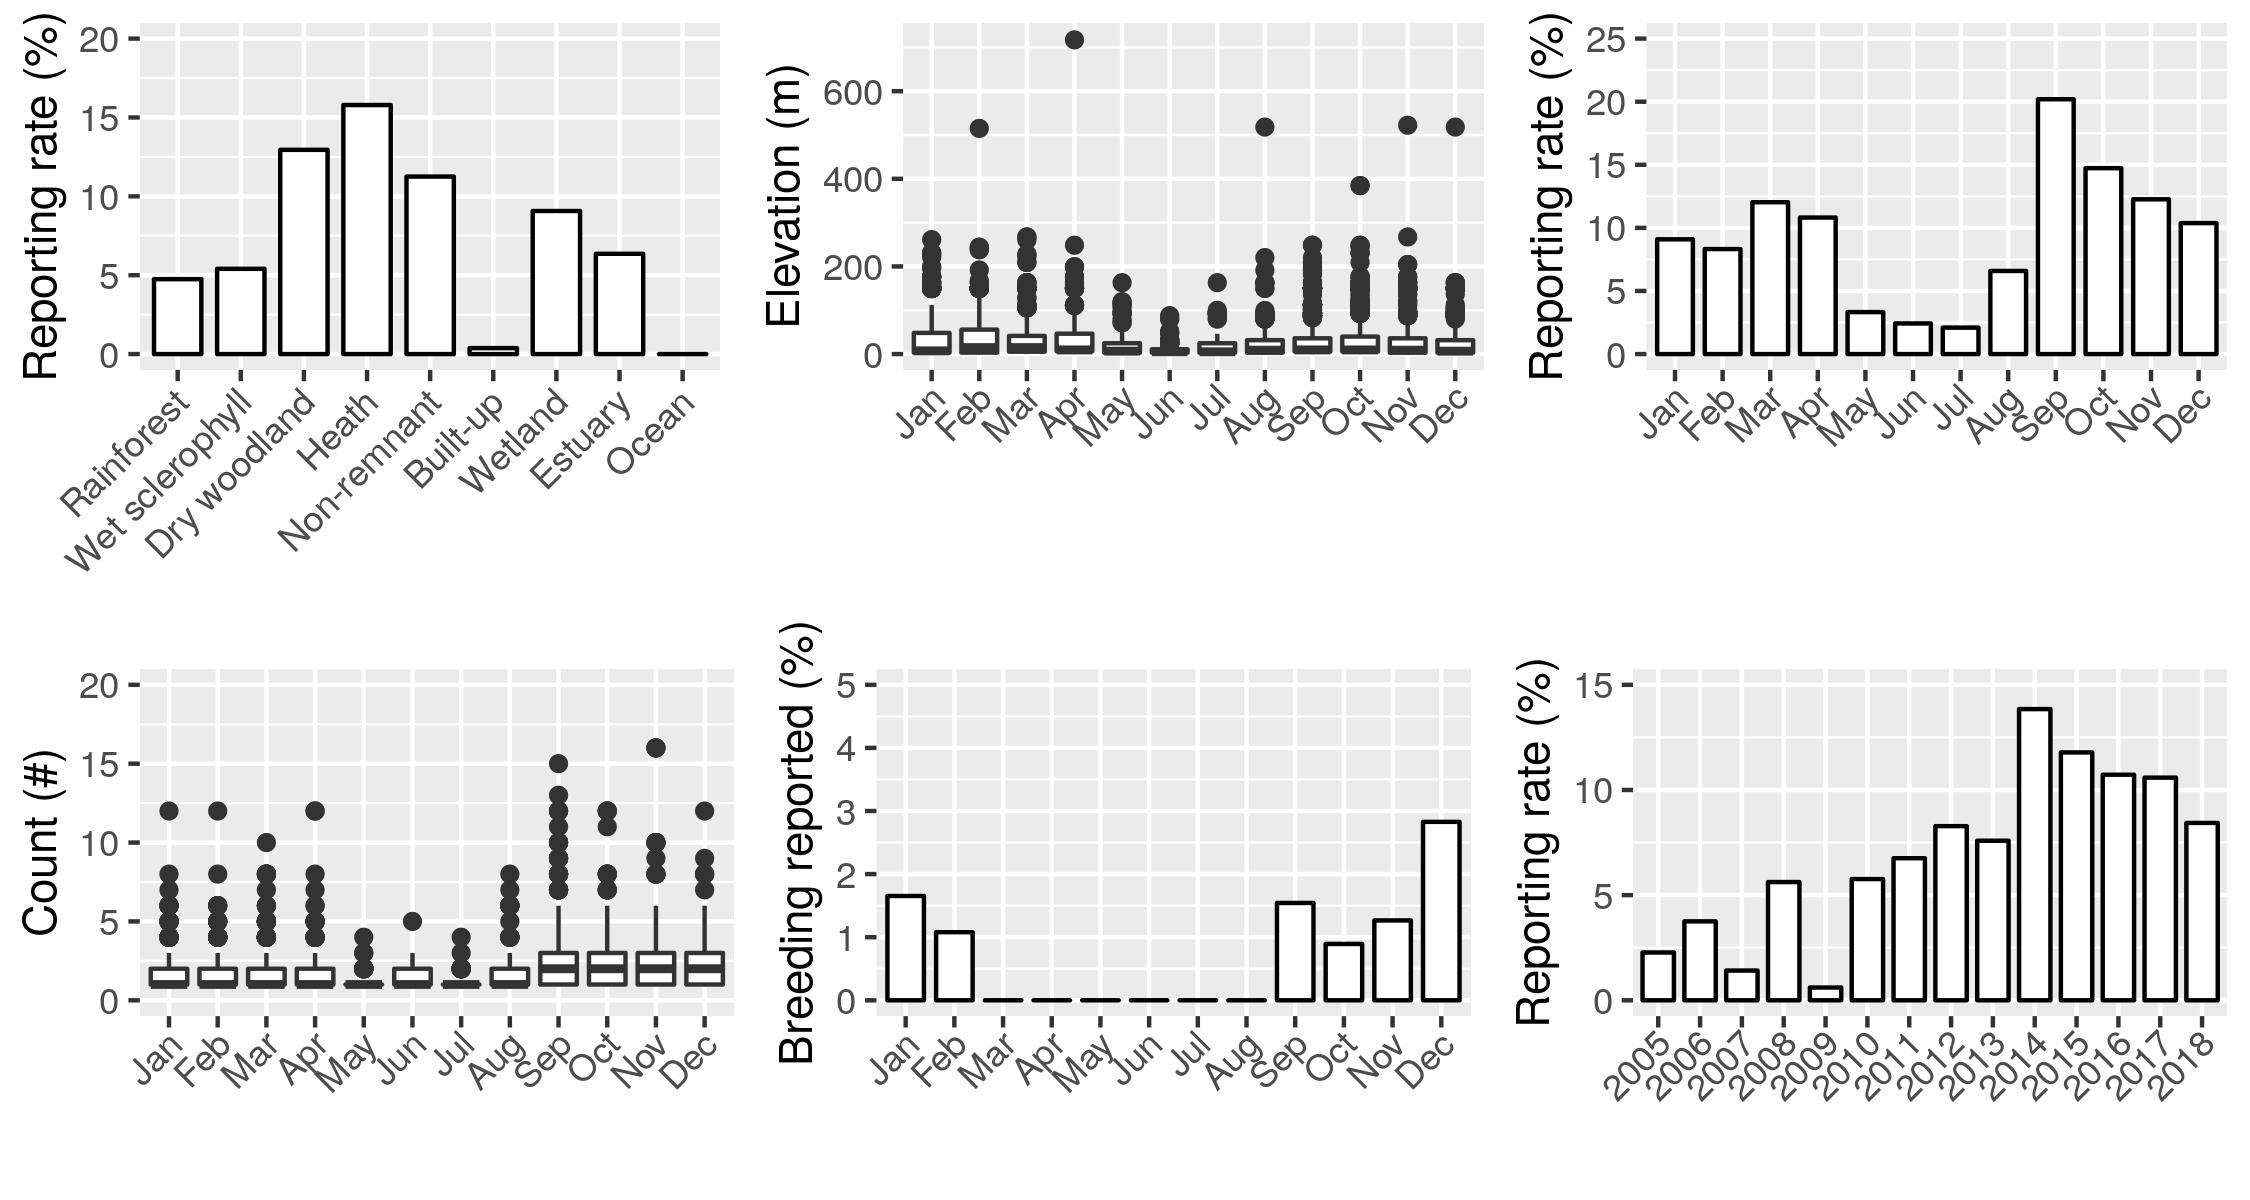 Reporting rate (%)
20
15
10
5
0
Rainforest
Wet sclerophyll
Dry woodland
Heath
Non-remnant
Built-up
Wetland
Estuary
Ocean
Elevation (m)
600
400
200
0
Jan
Feb
Mar
Apr
May
Jun
Jul
Aug
Sep
Oct
Nov
Dec
Reporting rate (%)
25
20
15
10
5
0
Jan
Feb
Mar
Apr
May
Jun
Jul
Aug
Sep
Oct
Nov
Dec
Count (#)
20
15
10
5
0
Jan
Feb
Mar
Apr
May
Jun
Jul
Aug
Sep
Oct
Nov
Dec
Breeding reported (%)
5
4
3
2
1
0
Jan
Feb
Mar
Apr
May
Jun
Jul
Aug
Sep
Oct
Nov
Dec
Reporting rate (%)
15
10
5
0
2005
2006
2007
2008
2009
2010
2011
2012
2013
2014
2015
2016
2017
2018